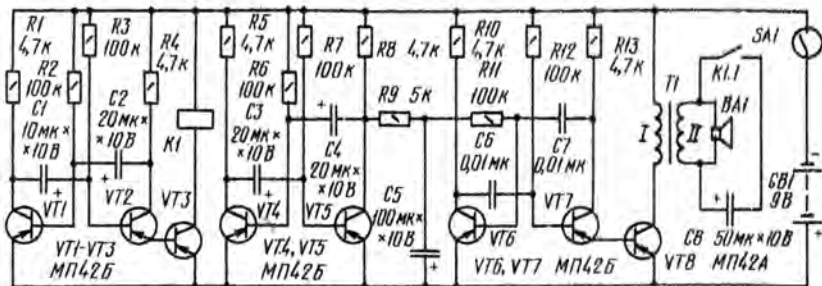 R1
4,7к
R2
100к
C1
10мк×
×10В
R3
100к
C2
20мк×
×10В
R4
4,7к
K1
R5
4,7к
R6
100к
C3
20мк×
×10В
R7
100к
C4
20мк×
×10В
R8 4,7к
R9 5к
C5
100мк×
×10В
R10
4,7к
R11
100к
C6
0,01мк
R12
100к
C7
0,01мк
R13
4,7к
T1
I
II
K1.1
BA1
SA1
GB1
9В
C8 50мк×10В
VT1
VT2
VT3
VT1-VT3
МП42Б
VT4
VT5
VT4, VT5
МП42Б
VT6
VT7
VT6, VT7 МП42Б
VT8 МП42А